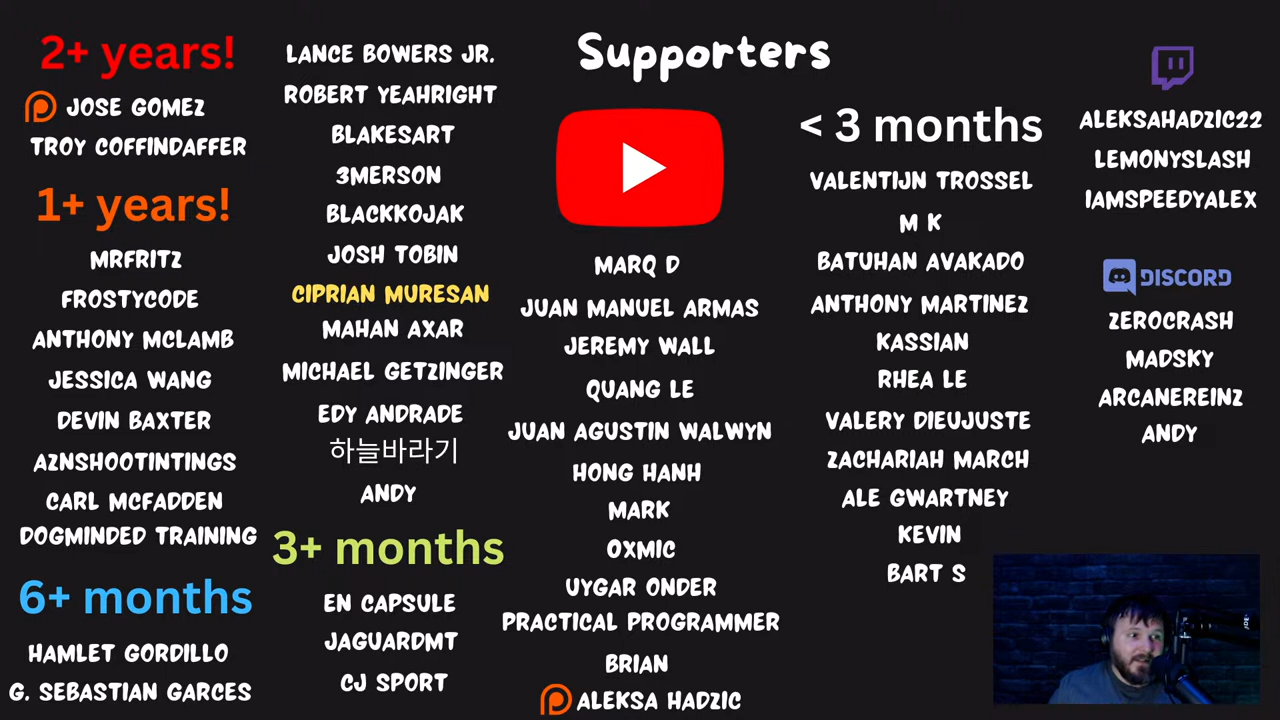 2+ years!
JOSE GOMEZ
TROY COFFINDAFFER
1+ years!
MRFRITZ
FROSTYCODE
ANTHONY MCLAMB
JESSICA WANG
DEVIN BAXTER
AZNSHOOTINTINGS
CARL MCFADDEN
DOGMINDED TRAINING
6+ months
HAMLET GORDILLO
G. SEBASTIAN GARCES
LANCE BOWERS JR.
ROBERT YEAHRIGHT
BLAKESART
3MERSON
BLACKKOJAK
JOSH TOBIN
CIPRIAN MURESAN
MAHAN AXAR
MICHAEL GETZINGER
EDY ANDRADE
하늘바라기
ANDY
3+ months
EN CAPSULE
JAGUARDMT
CJ SPORT
Supporters
MARQ D
JUAN MANUEL ARMAS
JEREMY WALL
QUANG LE
JUAN AGUSTIN WALWYN
HONG HANH
MARK
OXMIC
UYGAR ONDER
PRACTICAL PROGRAMMER
BRIAN
ALEKSA HADZIC
< 3 months
VALENTIJN TROSSEL
M K
BATUHAN AVAKADO
ANTHONY MARTINEZ
KASSIAN
RHEA LE
VALERY DIEUJUSTE
ZACHARIAH MARCH
ALE GWARTNEY
KEVIN
BART S
ALEKSAHADZIC22
LEMONYSLASH
IAMSPEEDYALEX
DISCORD
ZEROCRASH
MADSKY
ARCANEREINZ
ANDY